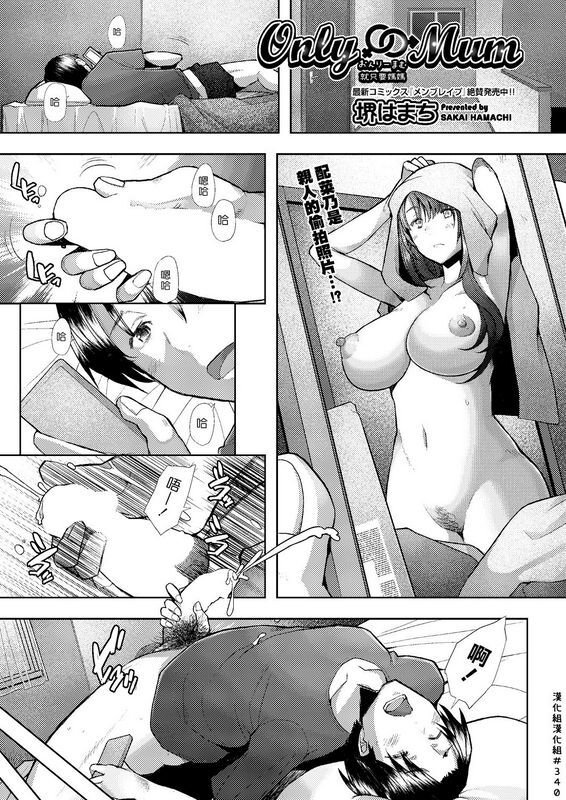 Only Mum
おんりーまむ
就只要媽媽
最新コミックス「メンブレイブ」絶賛発売中!!
堺はまち
Presented by
SAKAI HAMACHI
哈
哈
配菜乃是
親人的偷拍照片…!?
嗯哈
哈
嗯哈
哈
哈
唔！
啊！
漢化組漢化組#340